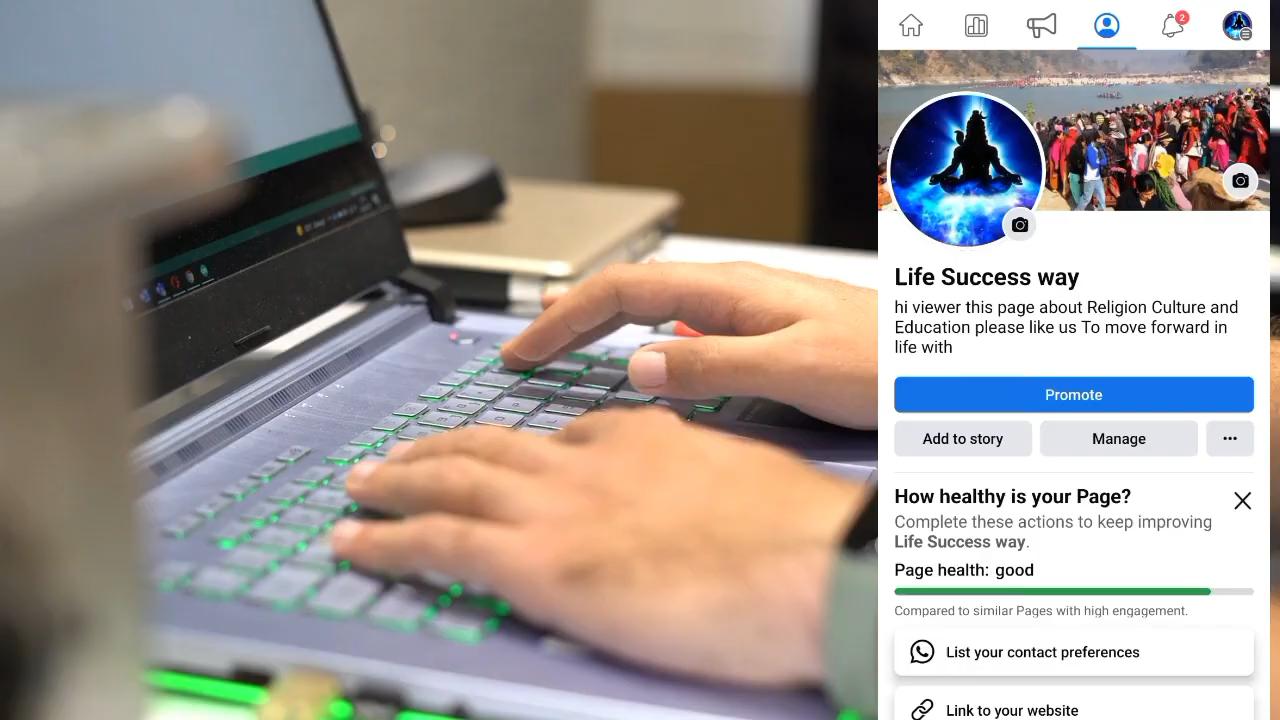 2
Life Success way
hi viewer this page about Religion Culture and
Education please like us To move forward in
life with
Promote
Add to story
Manage
How healthy is your Page?
Complete these actions to keep improving
Life Success way.
Page health: good
Compared to similar Pages with high engagement.
List your contact preferences
Link to your website